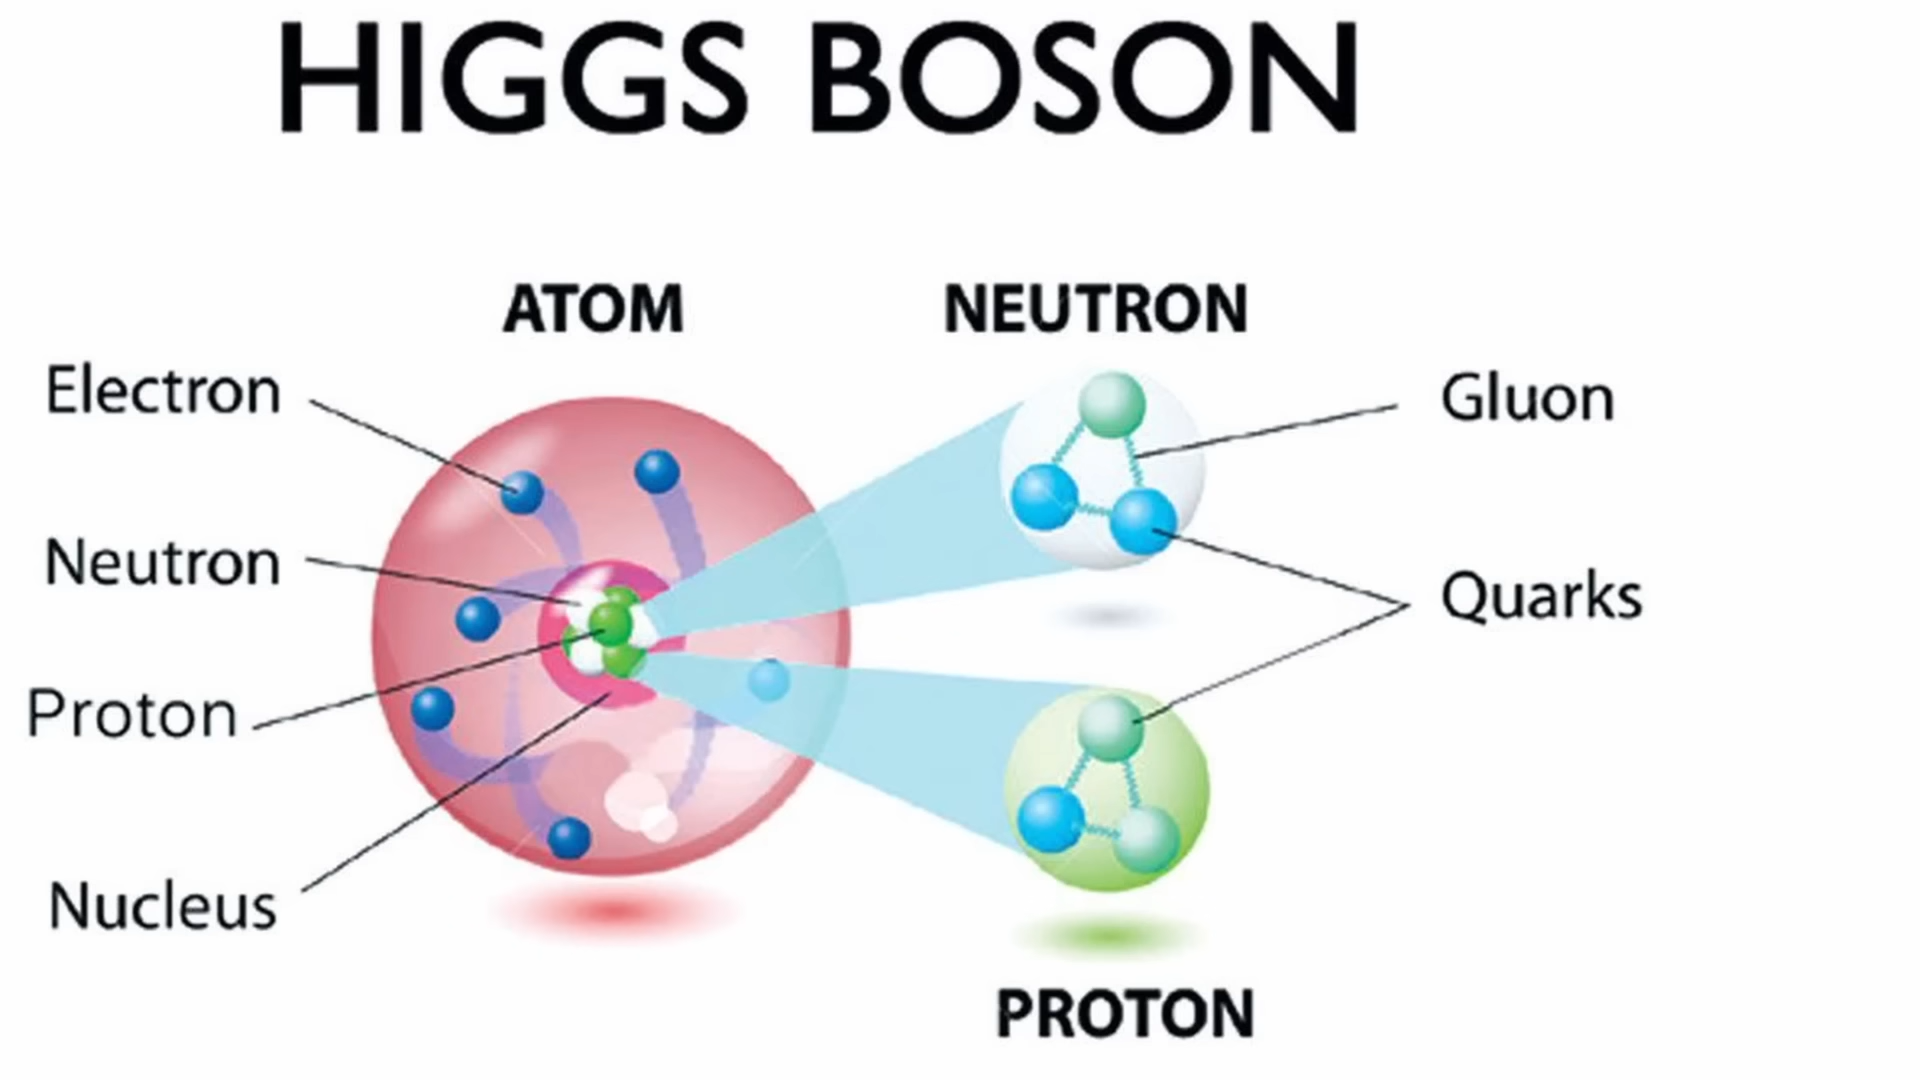 HIGGS BOSON
ATOM
NEUTRON
Electron
Gluon
Neutron
Quarks
Proton
Nucleus
PROTON